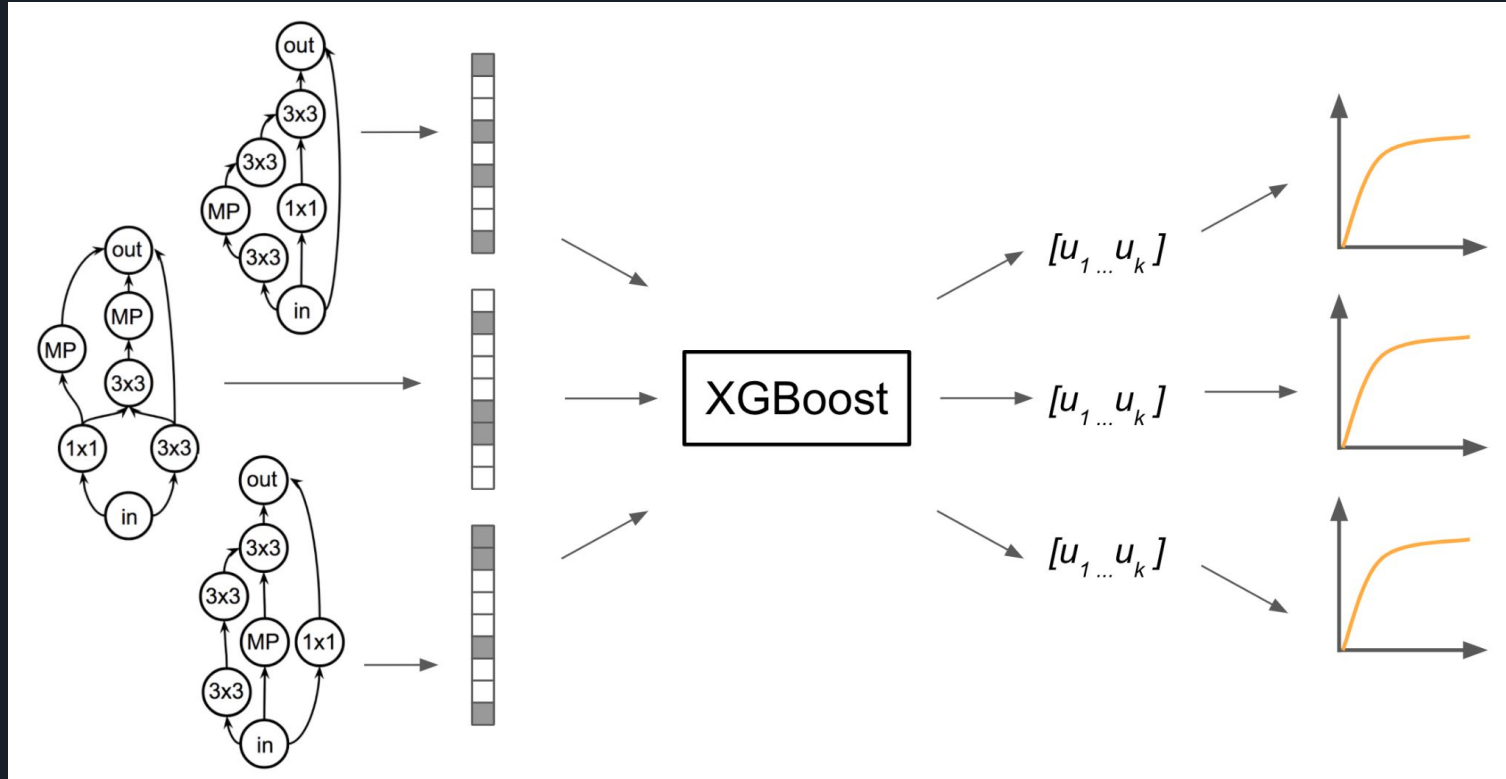 out
3x3
3x3
MP
1x1
3x3
in
out
MP
MP
3x3
1x1
3x3
in
out
3x3
3x3
MP
1x1
3x3
in
XGBoost
[u1 ... uk]
[u1 ... uk]
[u1 ... uk]